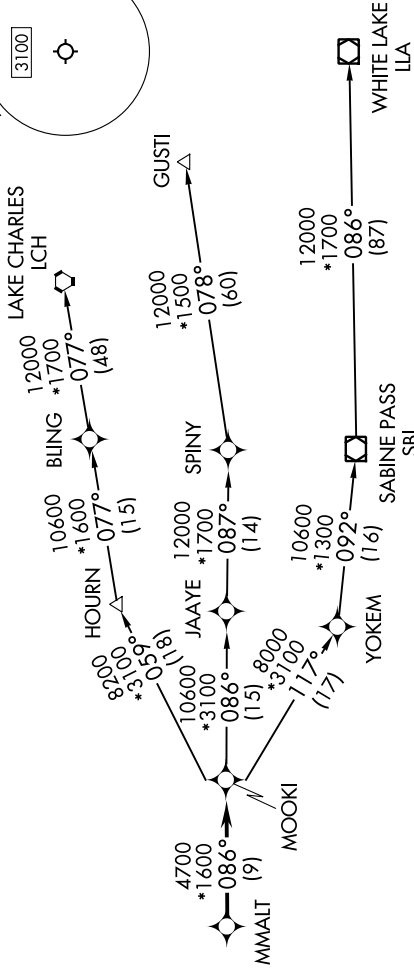 3100
LAKE CHARLES
LCH
12000
*1700
077°
(48)
BLING
10600
*1600
077°
(15)
HOURN
8200
*3100
059°
(18)
GUSTI
12000
*1500
078°
(60)
SPINY
12000
*1700
087°
(14)
JAAYE
10600
*3100
086°
(15)
MOOKI
4700
*1600
086°
(9)
MMALT
8000
*3100
117°
(17)
YOKEM
10600
*1300
092°
(16)
SABINE PASS
SBI
12000
*1700
086°
(87)
WHITE LAKE
LLA